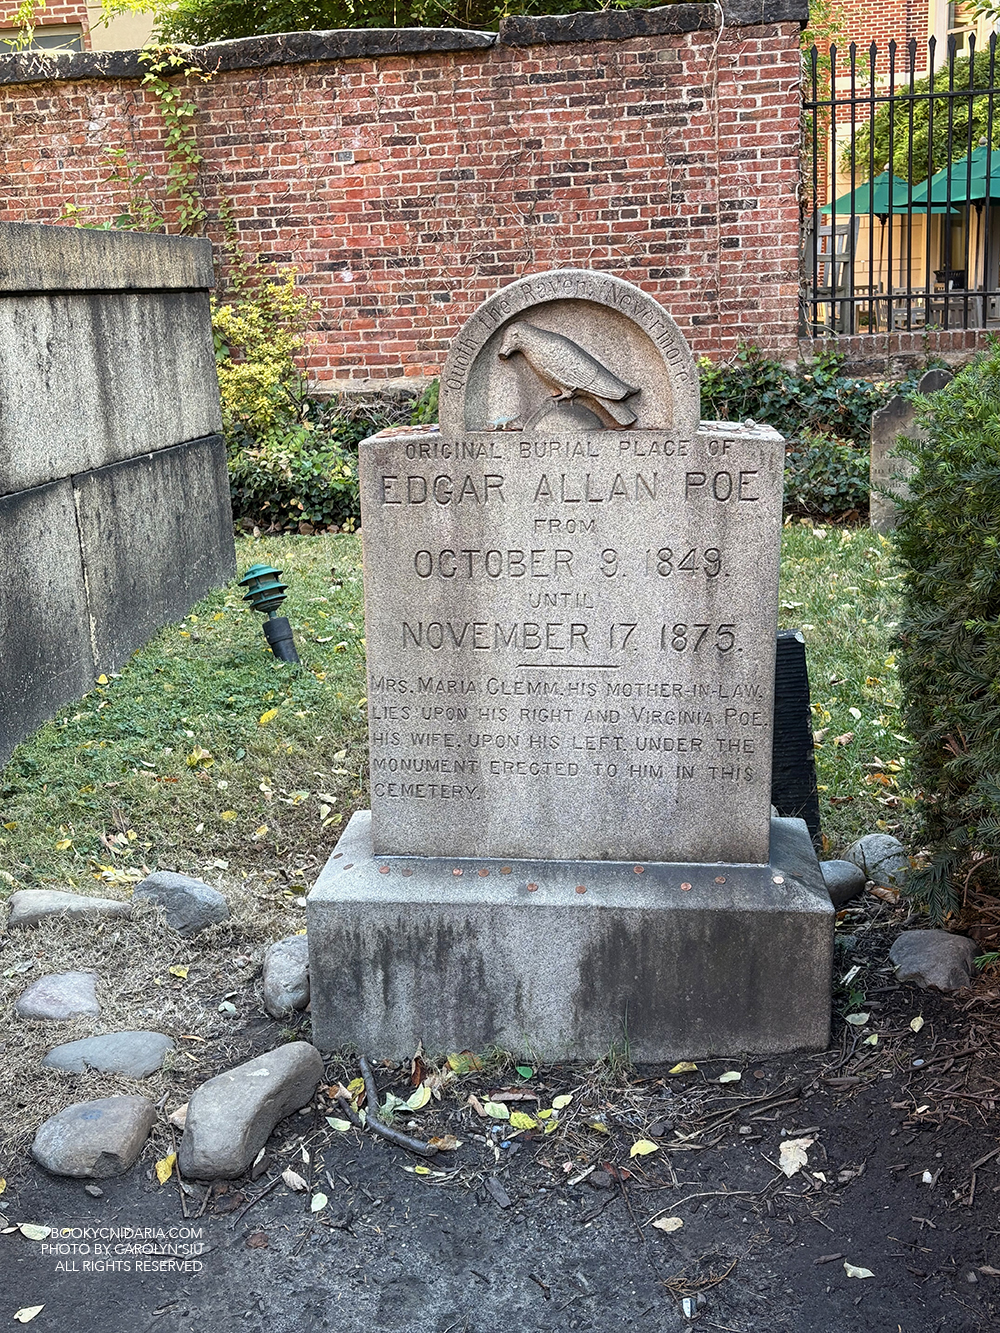 Quoth the Raven, Nevermore
ORIGINAL BURIAL PLACE OF
EDGAR ALLAN POE
FROM
OCTOBER 9. 1849.
UNTIL
NOVEMBER 17. 1875.
MRS. MARIA CLEMM, HIS MOTHER-IN-LAW,
LIES UPON HIS RIGHT AND VIRGINIA POE,
HIS WIFE, UPON HIS LEFT, UNDER THE
MONUMENT ERECTED TO HIM IN THIS
CEMETERY.
BOOKYCNIDARIA.COM
PHOTO BY CAROLYN SIU
ALL RIGHTS RESERVED